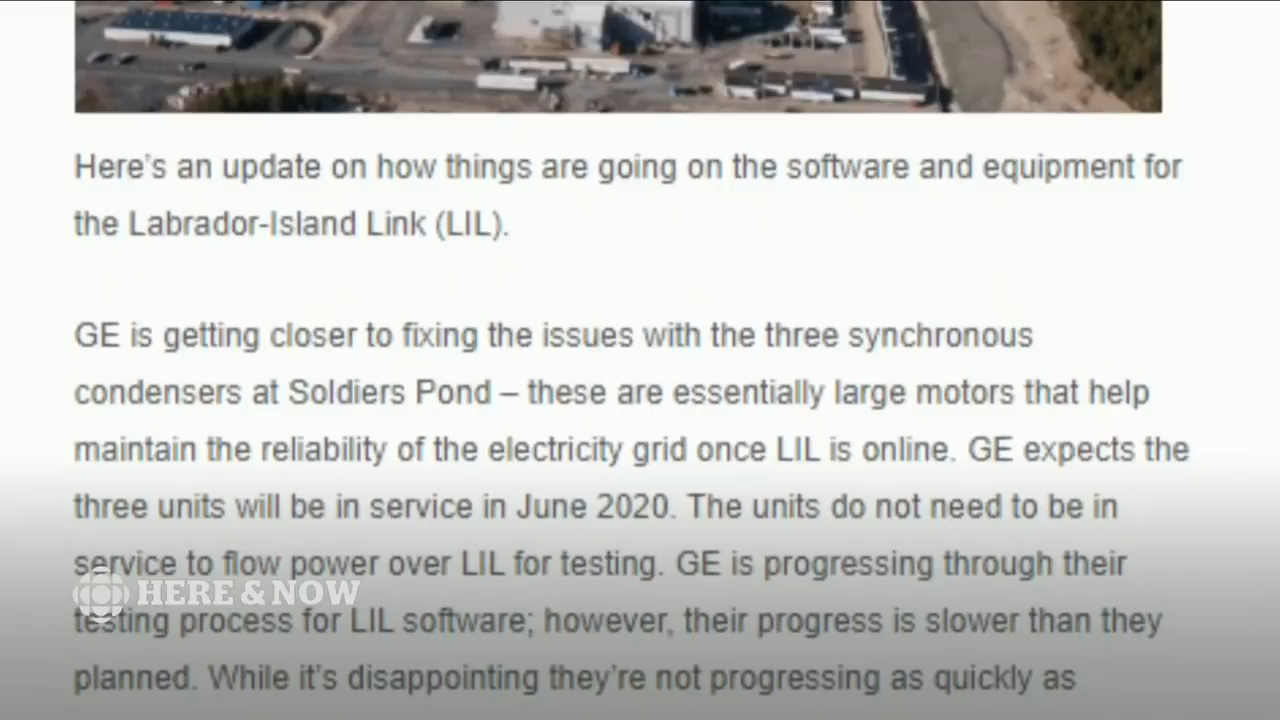 Here's an update on how things are going on the software and equipment for
the Labrador-Island Link (LIL).
GE is getting closer to fixing the issues with the three synchronous
condensers at Soldiers Pond – these are essentially large motors that help
maintain the reliability of the electricity grid once LIL is online. GE expects the
three units will be in service in June 2020. The units do not need to be in
service to flow power over LIL for testing. GE is progressing through their
HERE & NOW
testing process for LIL software; however, their progress is slower than they
planned. While it's disappointing they're not progressing as quickly as